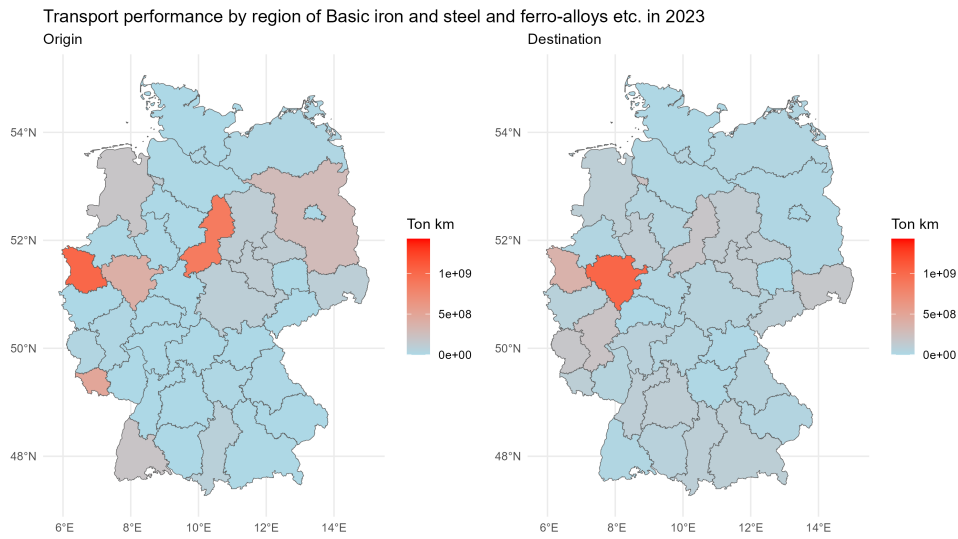 Transport performance by region of Basic iron and steel and ferro-alloys etc. in 2023
Origin
Destination
54°N
52°N
50°N
48°N
6°E 8°E 10°E 12°E 14°E
Ton km
1e+09
5e+08
0e+00
54°N
52°N
50°N
48°N
6°E 8°E 10°E 12°E 14°E
Ton km
1e+09
5e+08
0e+00